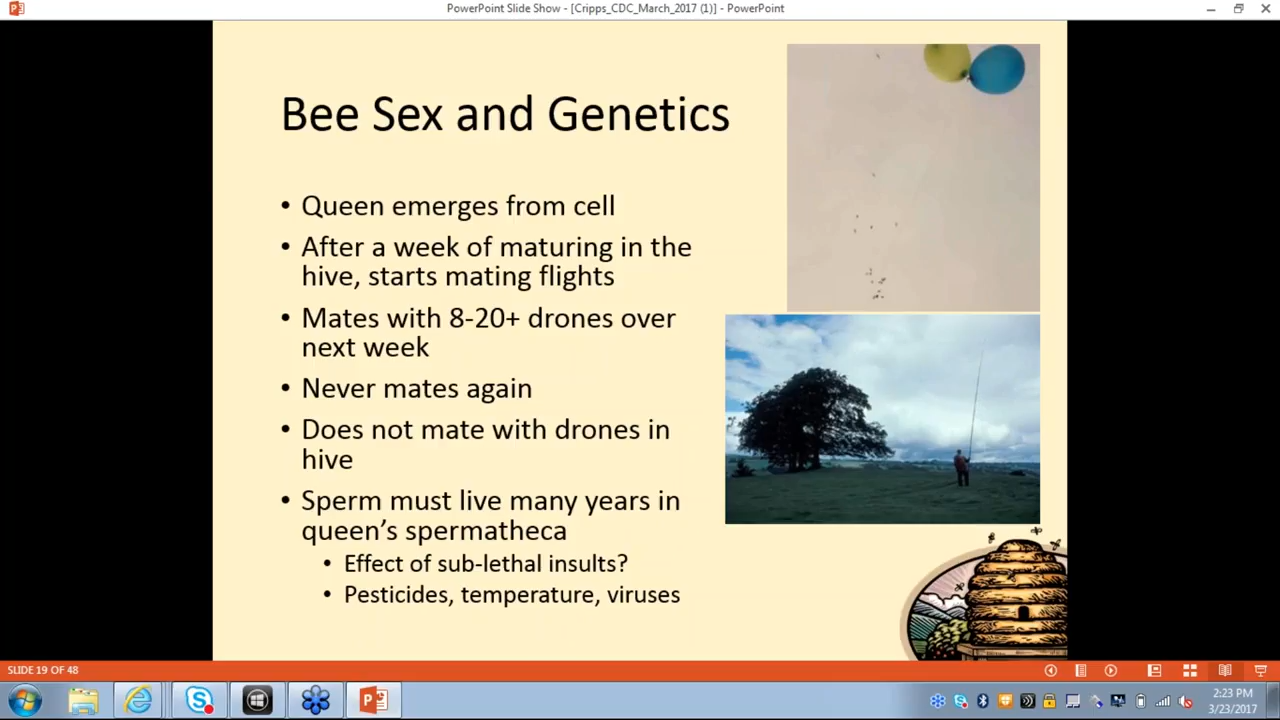 PowerPoint Slide Show - [Cripps_CDC_March_2017 (1)] - PowerPoint
Bee Sex and Genetics
• Queen emerges from cell
• After a week of maturing in the
hive, starts mating flights
• Mates with 8-20+ drones over
next week
• Never mates again
• Does not mate with drones in
hive
• Sperm must live many years in
queen's spermatheca
• Effect of sub-lethal insults?
• Pesticides, temperature, viruses
SLIDE 19 OF 48
2:23 PM
3/23/2017